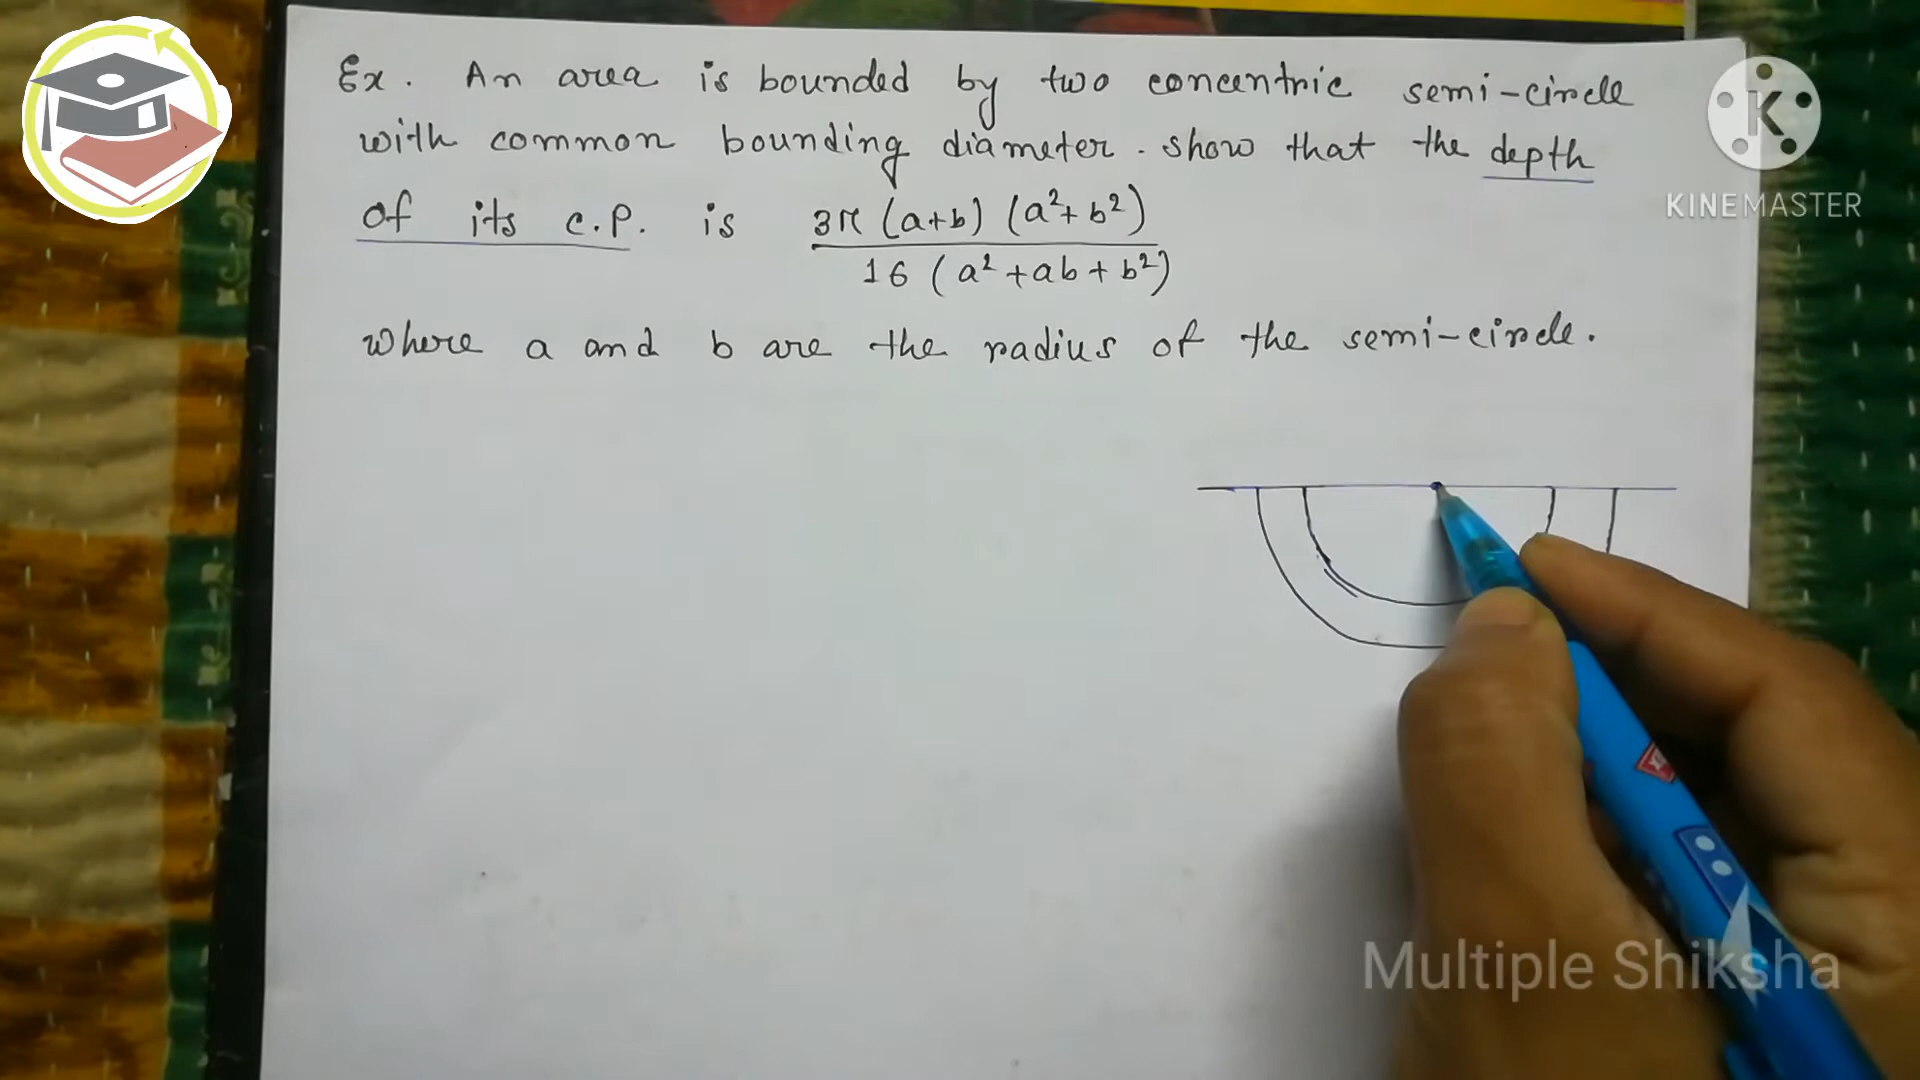 Ex. An area is bounded by two concentric semi-circle
with common bounding diameter. show that the depth
of its c.P. is 3π (a+b) (a²+b²)
16 (a²+ab+b²)
where a and b are the radius of the semi-circle.
K
KINEMASTER
Multiple Shiksha